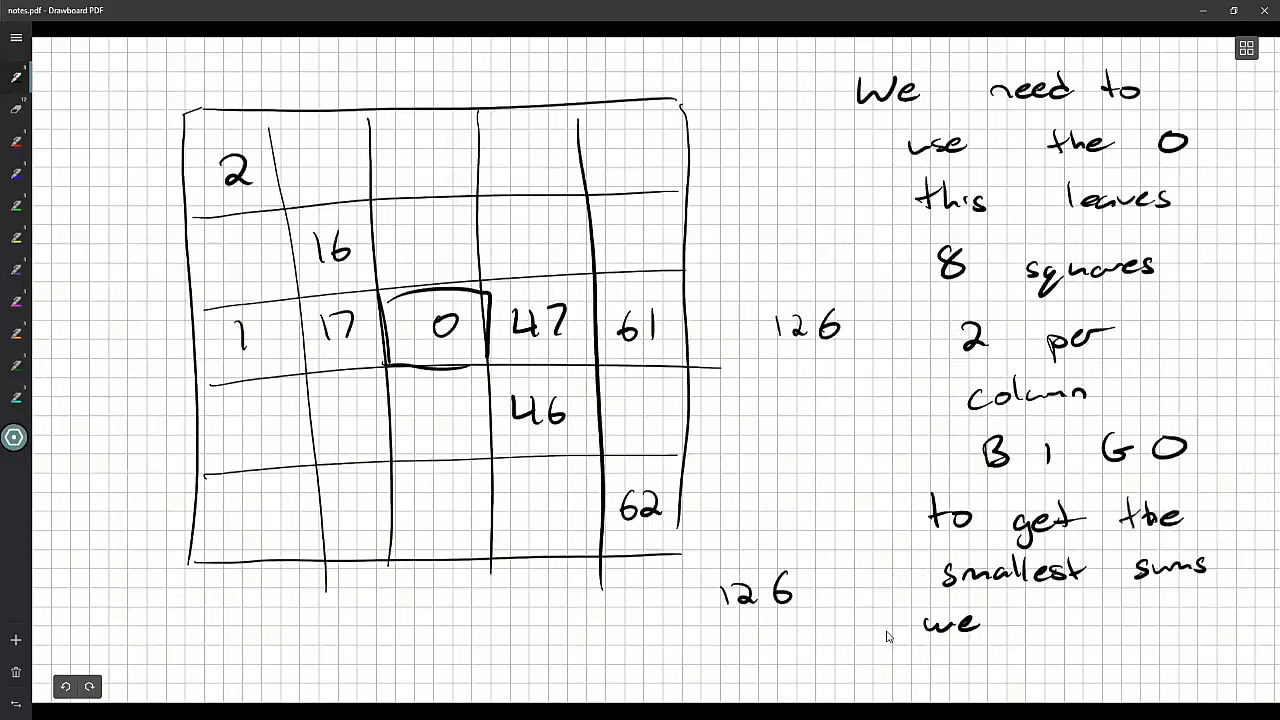 notes.pdf - Drawboard PDF
We need to
use the 0
this leaves
8 squares
2 per
column
B I G O
to get the
smallest sums
we
2
16
1 17 0 47 61 126
46
62
126